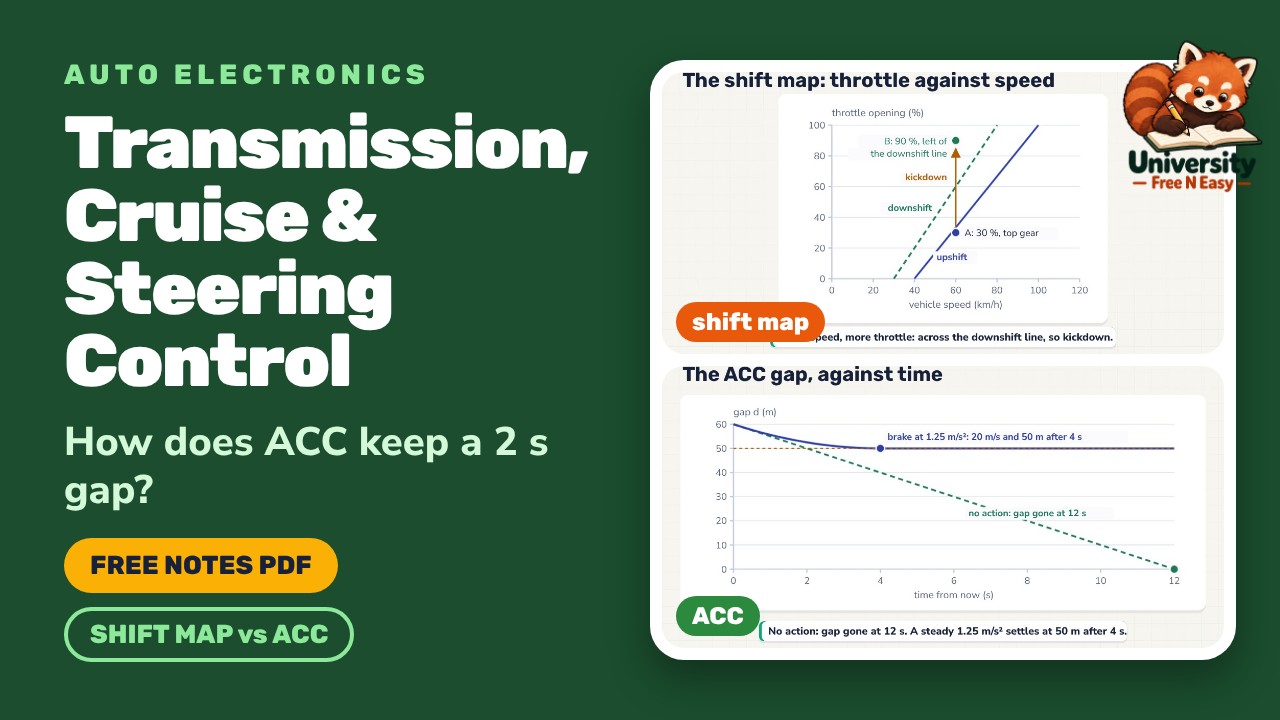 AUTO ELECTRONICS
Transmission,
Cruise &
Steering
Control
How does ACC keep a 2 s
gap?
FREE NOTES PDF
SHIFT MAP vs ACC
The shift map: throttle against speed
throttle opening (%)
100
80
60
40
20
0
B: 90 %, left of
the downshift line
kickdown
downshift
A: 30 %, top gear
upshift
0 20 40 60 80 100 120
vehicle speed (km/h)
shift map
speed, more throttle: across the downshift line, so kickdown.
The ACC gap, against time
gap d (m)
60
50
40
30
20
10
0
brake at 1.25 m/s²: 20 m/s and 50 m after 4 s
no action: gap gone at 12 s
0 2 4 6 8 10 12
time from now (s)
ACC
No action: gap gone at 12 s. A steady 1.25 m/s² settles at 50 m after 4 s.
University
Free N Easy